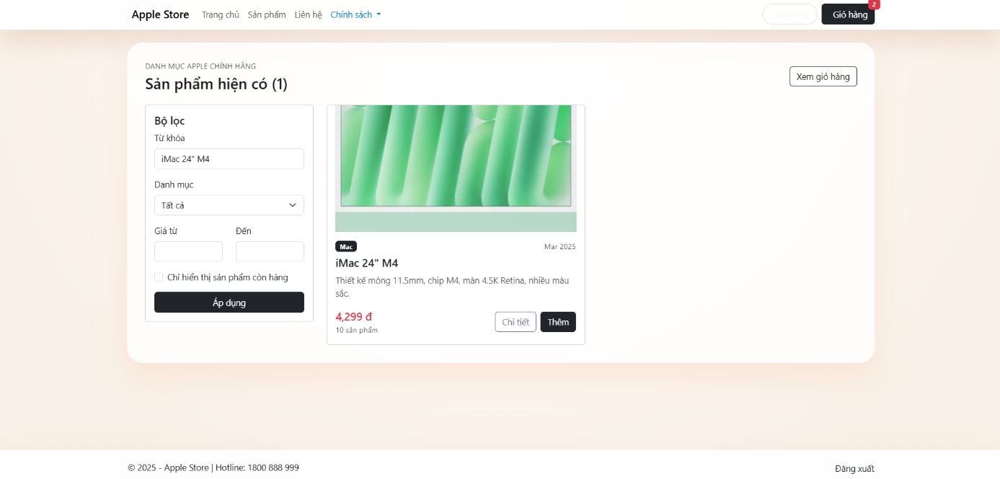 Apple Store Trang chủ Sản phẩm Liên hệ Chính sách Giỏ hàng 2
DANH MỤC APPLE CHÍNH HÃNG
Sản phẩm hiện có (1)
Xem giỏ hàng
Bộ lọc
Từ khóa
iMac 24" M4
Danh mục
Tất cả
Giá từ Đến
Chỉ hiển thị sản phẩm còn hàng
Áp dụng
Mac Mar 2025
iMac 24" M4
Thiết kế mỏng 11.5mm, chip M4, màn 4.5K Retina, nhiều màu
sắc.
4,299 đ
10 sản phẩm
Chi tiết Thêm
© 2025 - Apple Store | Hotline: 1800 888 999
Đăng xuất